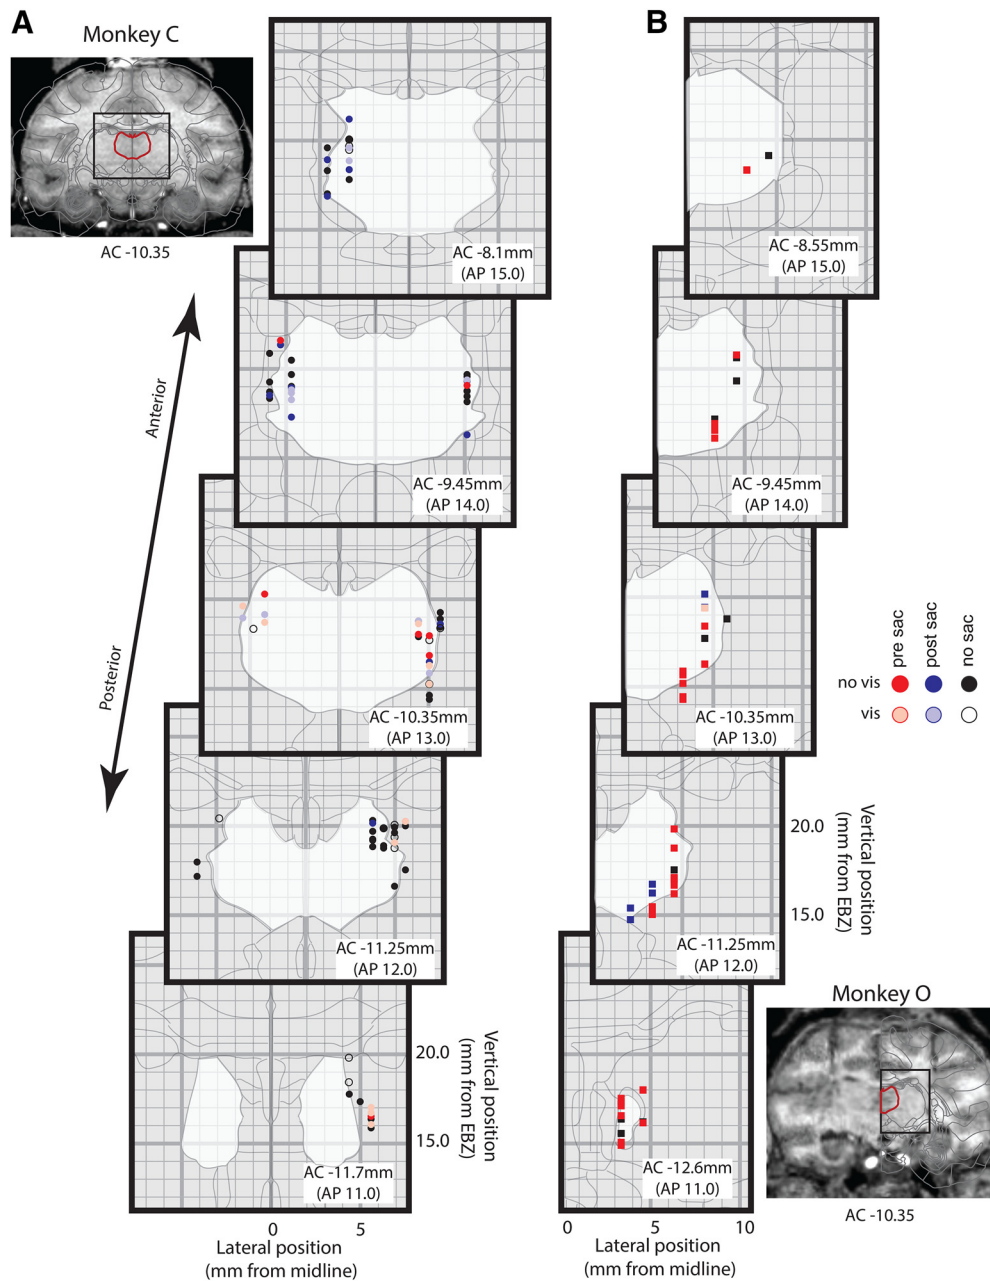 A
Monkey C
AC -10.35
Anterior
Posterior
AC -8.1mm
(AP 15.0)
AC -9.45mm
(AP 14.0)
AC -10.35mm
(AP 13.0)
AC -11.25mm
(AP 12.0)
AC -11.7mm
(AP 11.0)
20.0
15.0
Vertical position
(mm from EBZ)
0 5
Lateral position
(mm from midline)
B
AC -8.55mm
(AP 15.0)
AC -9.45mm
(AP 14.0)
AC -10.35mm
(AP 13.0)
AC -11.25mm
(AP 12.0)
AC -12.6mm
(AP 11.0)
pre sac
post sac
no sac
no vis
vis
20.0
15.0
Vertical position
(mm from EBZ)
Monkey O
AC -10.35
0 5 10
Lateral position
(mm from midline)